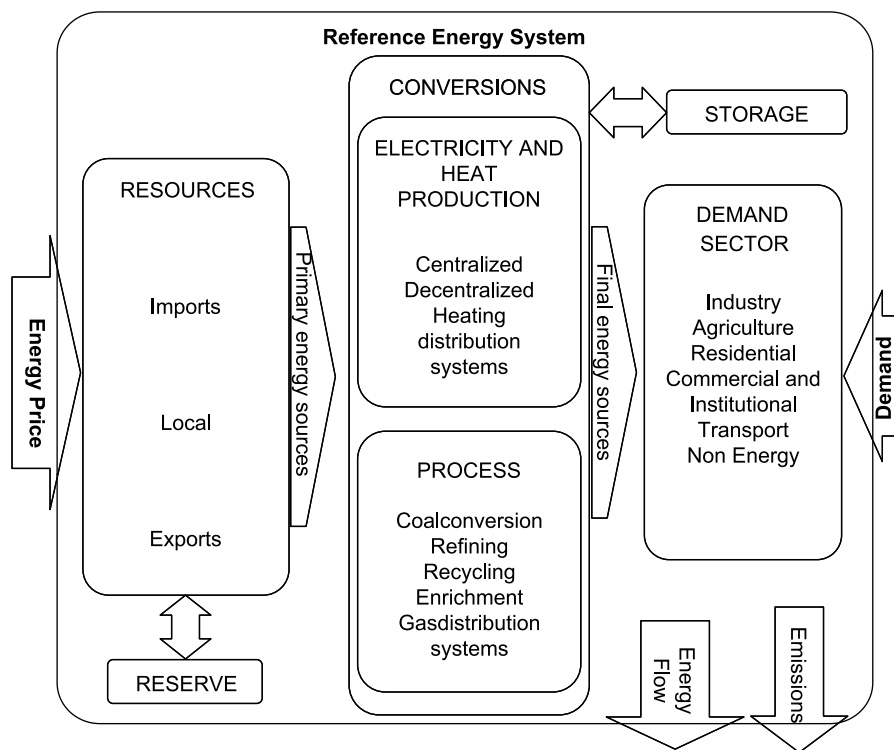 Reference Energy System
Energy Price
RESOURCES
Imports
Local
Exports
RESERVE
Primary energy sources
CONVERSIONS
ELECTRICITY AND
HEAT
PRODUCTION
Centralized
Decentralized
Heating
distribution
systems
PROCESS
Coalconversion
Refining
Recycling
Enrichment
Gasdistribution
systems
Final energy sources
STORAGE
DEMAND
SECTOR
Industry
Agriculture
Residential
Commercial and
Institutional
Transport
Non Energy
Demand
Energy
Flow
Emissions